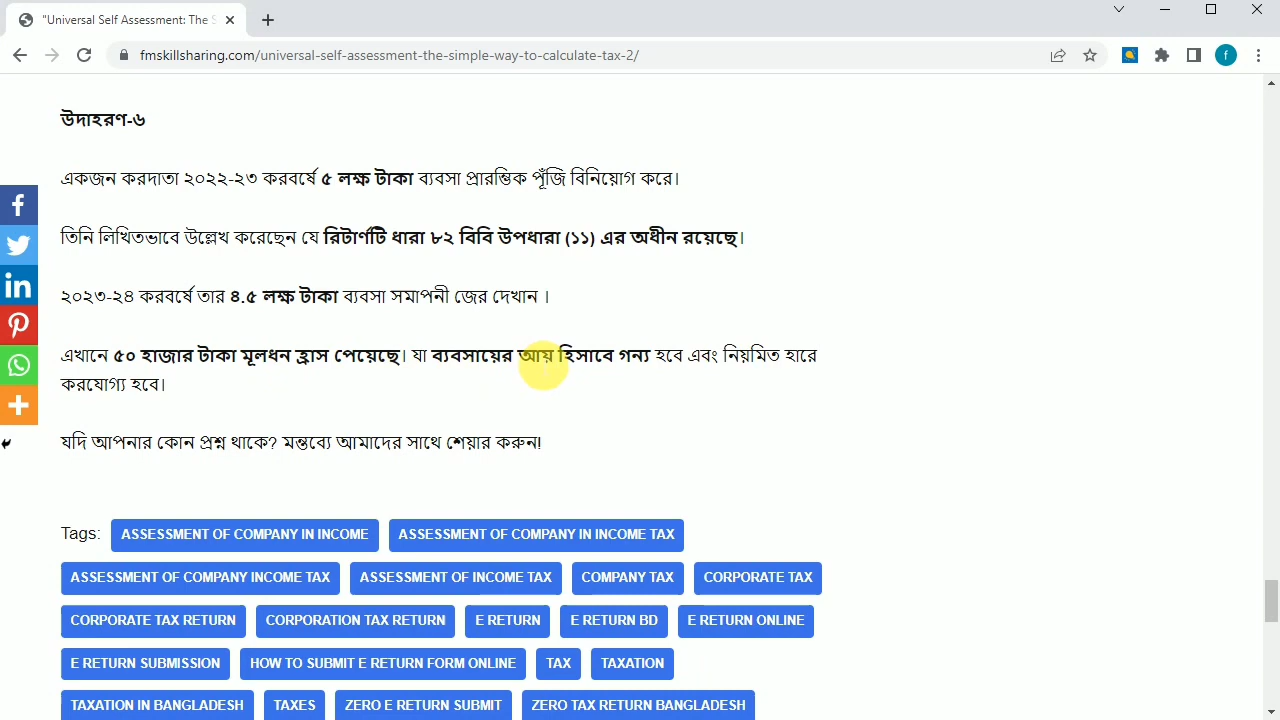 "Universal Self Assessment: The S
fmskillsharing.com/universal-self-assessment-the-simple-way-to-calculate-tax-2/
f
উদাহরণ-৬
একজন করদাতা ২০২২-২৩ করবর্ষে ৫ লক্ষ টাকা ব্যবসা প্রারম্ভিক পূঁজি বিনিয়োগ করে।
তিনি লিখিতভাবে উল্লেখ করেছেন যে রিটার্ণটি ধারা ৮২ বিবি উপধারা (১১) এর অধীন রয়েছে।
২০২৩-২৪ করবর্ষে তার ৪.৫ লক্ষ টাকা ব্যবসা সমাপনী জের দেখান ।
এখানে ৫০ হাজার টাকা মূলধন হ্রাস পেয়েছে। যা ব্যবসায়ের আয় হিসাবে গন্য হবে এবং নিয়মিত হারে
করযোগ্য হবে।
যদি আপনার কোন প্রশ্ন থাকে? মন্তব্যে আমাদের সাথে শেয়ার করুন!
Tags: ASSESSMENT OF COMPANY IN INCOME ASSESSMENT OF COMPANY IN INCOME TAX
ASSESSMENT OF COMPANY INCOME TAX ASSESSMENT OF INCOME TAX COMPANY TAX CORPORATE TAX
CORPORATE TAX RETURN CORPORATION TAX RETURN E RETURN E RETURN BD E RETURN ONLINE
E RETURN SUBMISSION HOW TO SUBMIT E RETURN FORM ONLINE TAX TAXATION
TAXATION IN BANGLADESH TAXES ZERO E RETURN SUBMIT ZERO TAX RETURN BANGLADESH